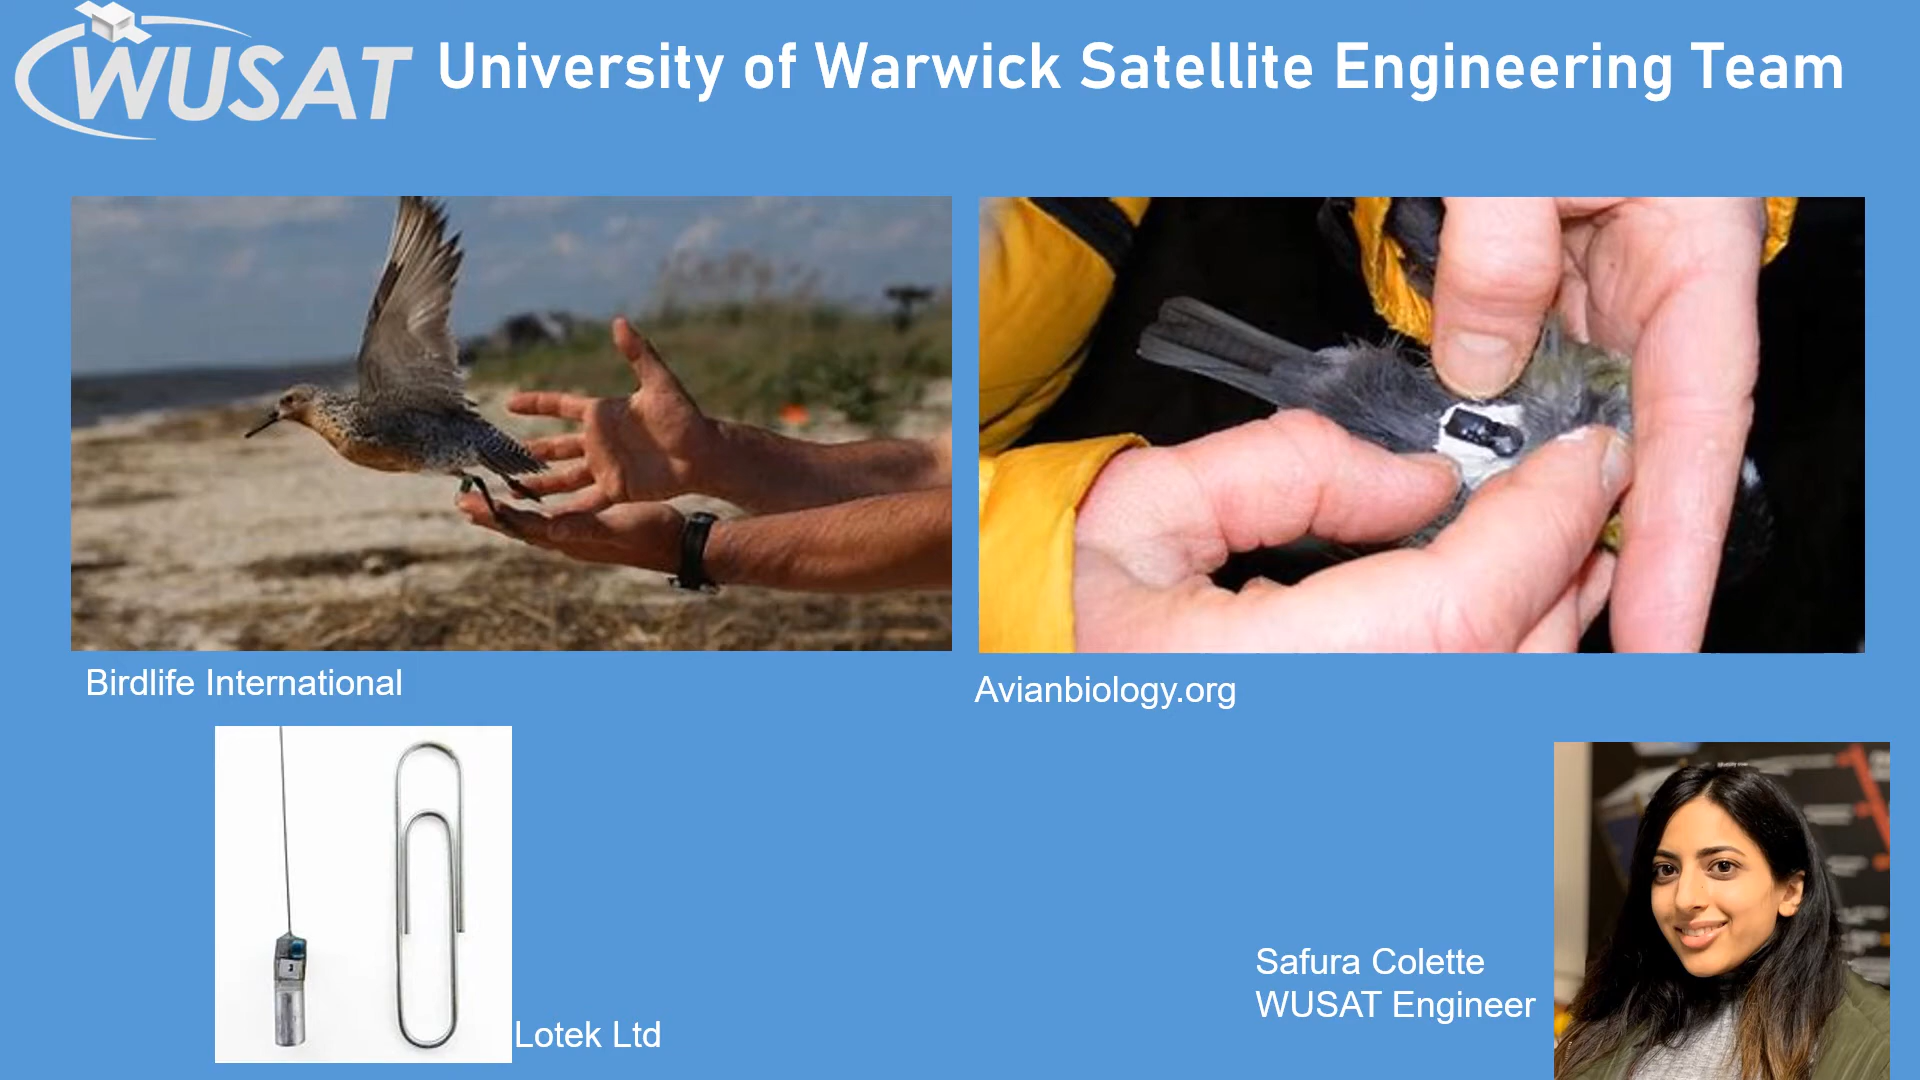 WUSAT
University of Warwick Satellite Engineering Team
Birdlife International
Avianbiology.org
Lotek Ltd
Safura Colette
WUSAT Engineer